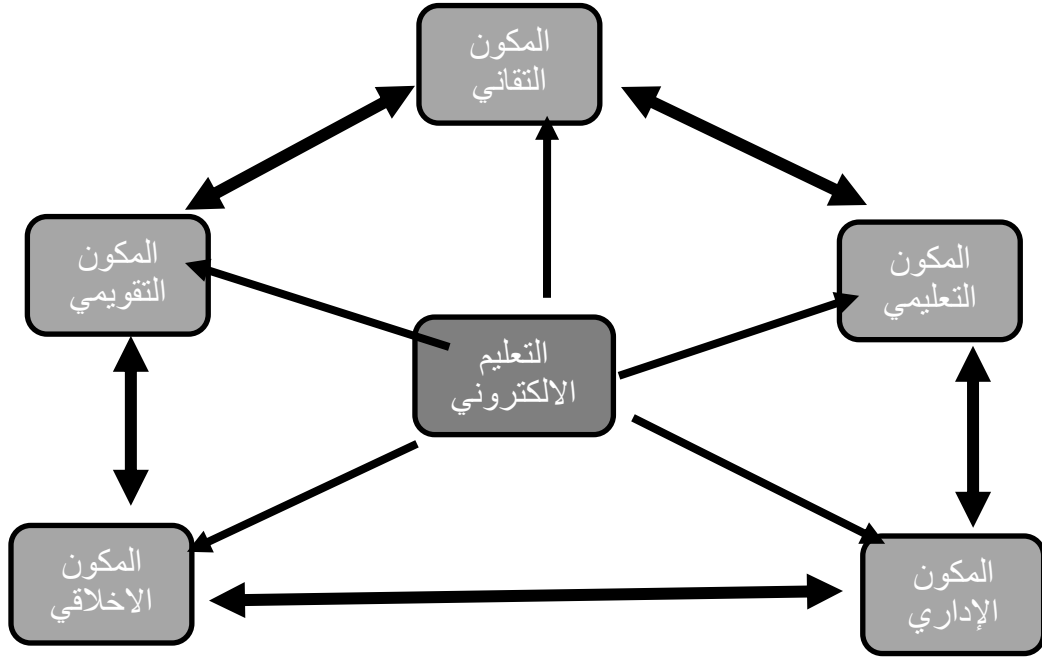 المكون
التقاني
المكون
التعليمي
المكون
التقويمي
التعليم
الالكتروني
المكون
الإداري
المكون
الاخلاقي